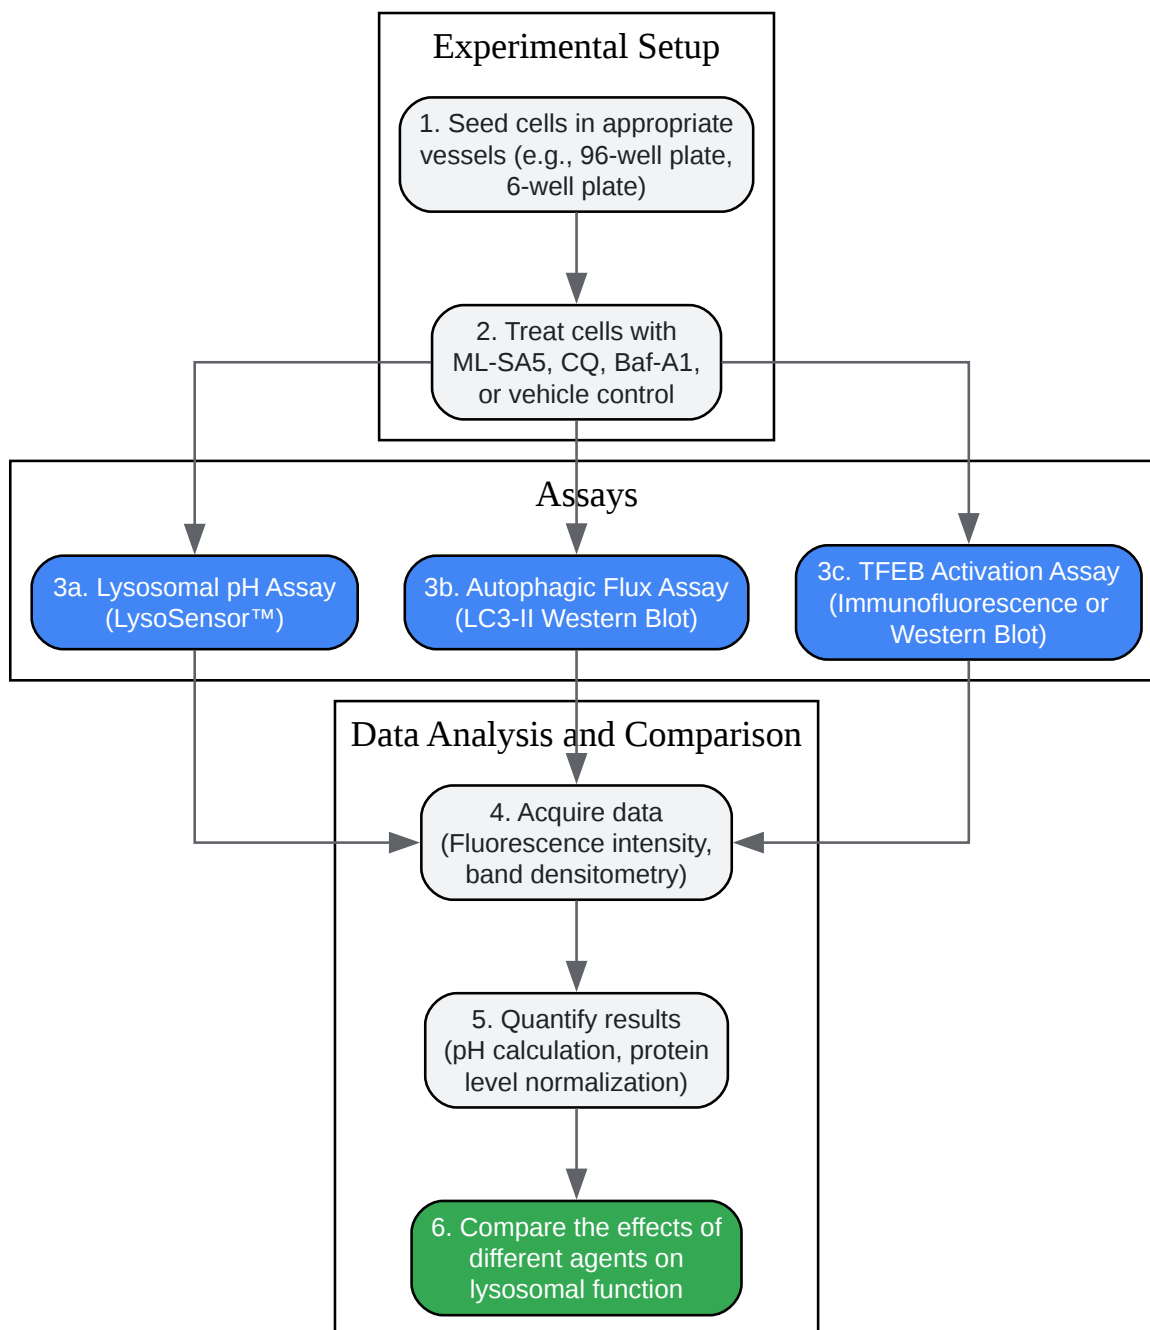 Experimental Setup
1. Seed cells in appropriate
vessels (e.g., 96-well plate,
6-well plate)
2. Treat cells with
ML-SA5, CQ, Baf-A1,
or vehicle control
Assays
3a. Lysosomal pH Assay
(LysoSensor™)
3b. Autophagic Flux Assay
(LC3-II Western Blot)
3c. TFEB Activation Assay
(Immunofluorescence or
Western Blot)
Data Analysis and Comparison
4. Acquire data
(Fluorescence intensity,
band densitometry)
5. Quantify results
(pH calculation, protein
level normalization)
6. Compare the effects of
different agents on
lysosomal function